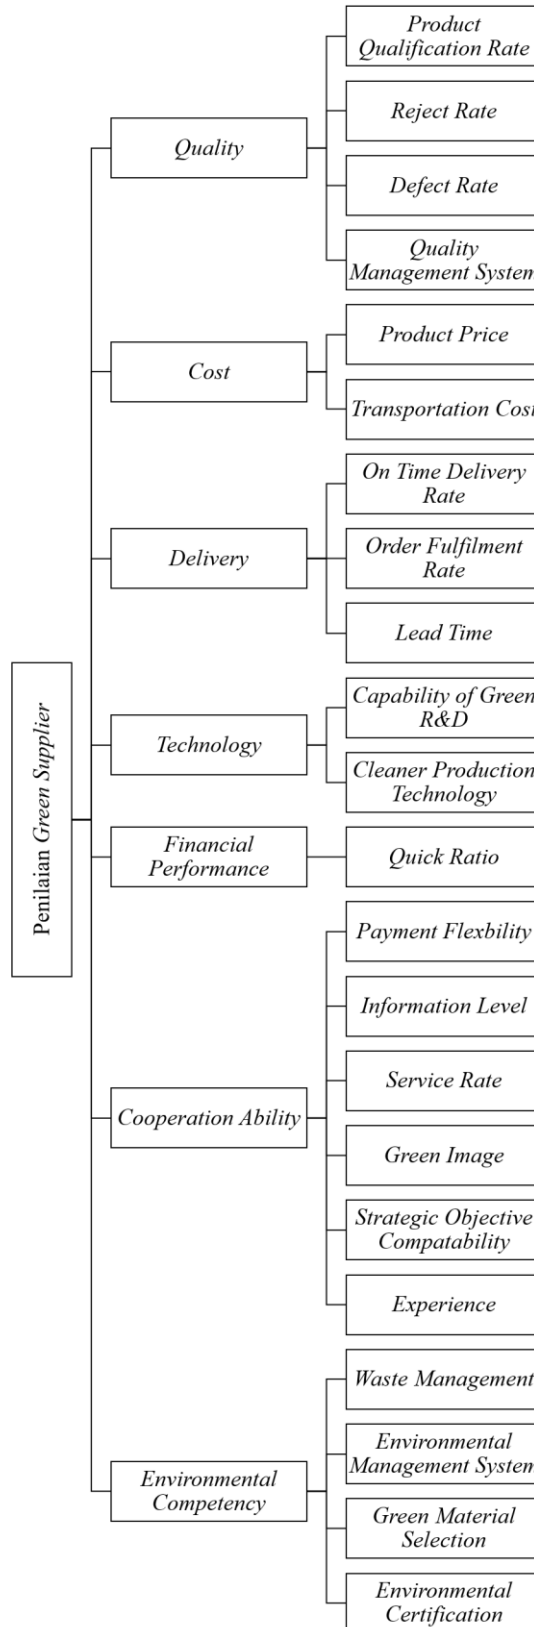 Penilaian Green Supplier
Quality
Product
Qualification Rate
Reject Rate
Defect Rate
Quality
Management System
Cost
Product Price
Transportation Cost
Delivery
On Time Delivery
Rate
Order Fulfilment
Rate
Lead Time
Technology
Capability of Green
R&D
Cleaner Production
Technology
Financial
Performance
Quick Ratio
Cooperation Ability
Payment Flexbility
Information Level
Service Rate
Green Image
Strategic Objective
Compatability
Experience
Environmental
Competency
Waste Management
Environmental
Management System
Green Material
Selection
Environmental
Certification